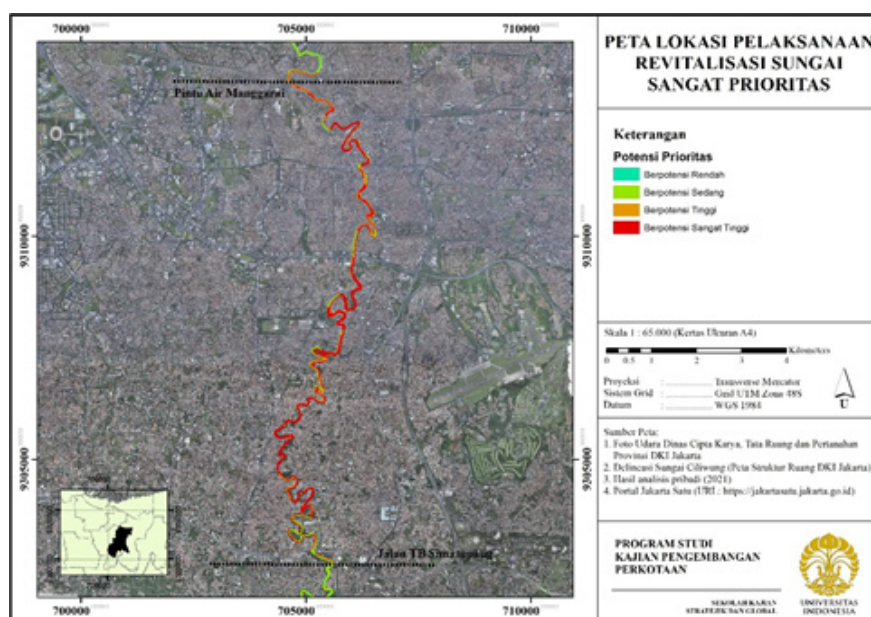 PETA LOKASI PELAKSANAAN
REVITALISASI SUNGAI
SANGAT PRIORITAS
Keterangan
Potensi Prioritas
Berpotensi Rendah
Berpotensi Sedang
Berpotensi Tinggi
Berpotensi Sangat Tinggi
Skala 1 : 65.000 (Kertas Ukuran A4)
0 0.5 1 2 3 4 Kilometers
Proyeksi : Transverse Mercator
Sistem Grid : Grid UTM Zona 48S
Datum : WGS 1984
U
Sumber Peta:
1. Foto Udara Dinas Cipta Karya, Tata Ruang dan Pertanahan
Provinsi DKI Jakarta
2. Delineasi Sungai Ciliwung (Peta Struktur Ruang DKI Jakarta)
3. Hasil analisis pribadi (2021)
4. Portal Jakarta Satu (URL : https://jakartasatu.jakarta.go.id)
PROGRAM STUDI
KAJIAN PENGEMBANGAN
PERKOTAAN
SEKOLAH KAJIAN
STRATEGIK DAN GLOBAL
UNIVERSITAS
INDONESIA
700000 705000 710000
Pintu Air Manggarai
9310000 9310000
9305000 9305000
Jalan TB Simatupang
700000 705000 710000